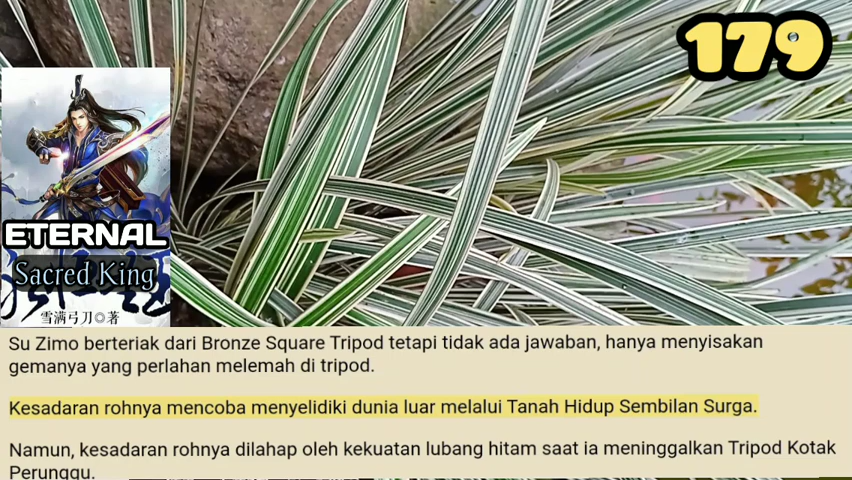 179
ETERNAL
Sacred King
雪满弓刀◎著
Su Zimo berteriak dari Bronze Square Tripod tetapi tidak ada jawaban, hanya menyisakan
gemanya yang perlahan melemah di tripod.
Kesadaran rohnya mencoba menyelidiki dunia luar melalui Tanah Hidup Sembilan Surga.
Namun, kesadaran rohnya dilahap oleh kekuatan lubang hitam saat ia meninggalkan Tripod Kotak
Perunggu.